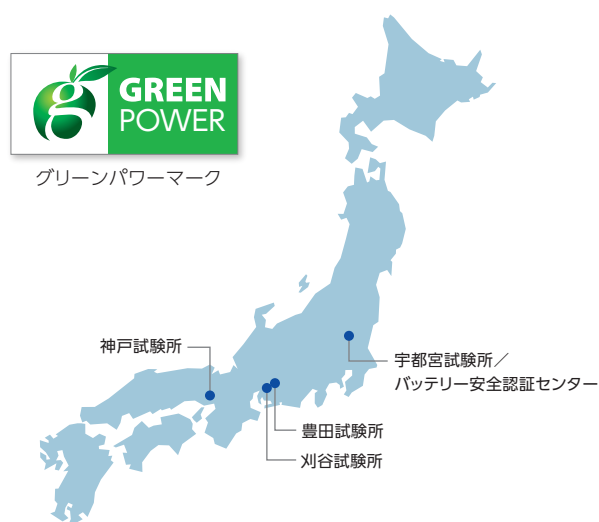 GREEN
POWER
グリーンパワーマーク
神戸試験所
宇都宮試験所／
バッテリー安全認証センター
豊田試験所
刈谷試験所